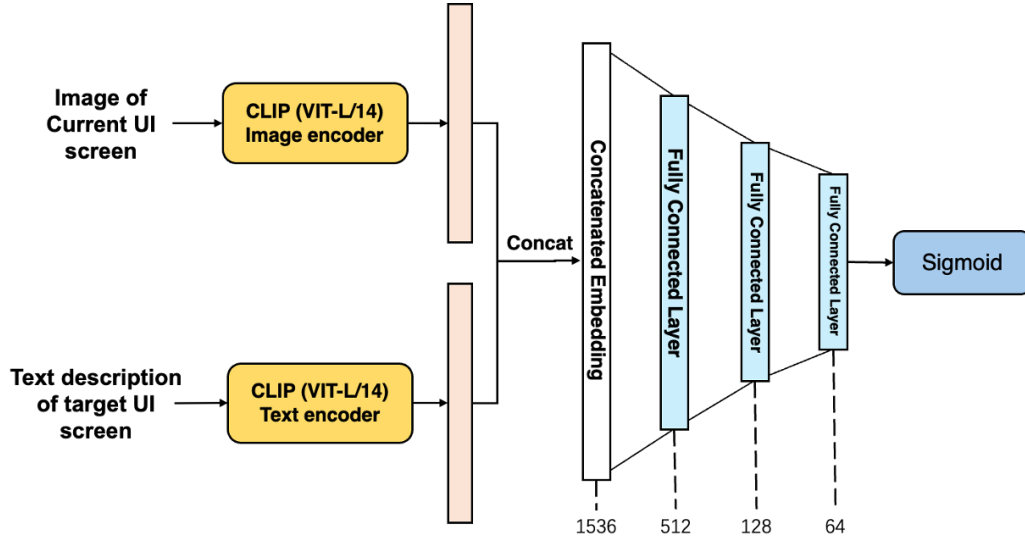 Image of
Current UI
screen
CLIP (VIT-L/14)
Image encoder
Text description
of target UI
screen
CLIP (VIT-L/14)
Text encoder
Concat
Concatenated Embedding
Fully Connected Layer
Fully Connected Layer
Fully Connected Layer
Sigmoid
1536
512
128
64